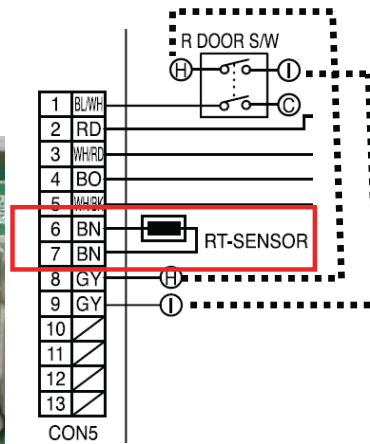 R DOOR S/W
H
I
C
1 BL/WH
2 RD
3 WH/RD
4 BO
5 WH/BK
6 BN
7 BN
RT-SENSOR
8 GY H
9 GY I
10
11
12
13
CON5